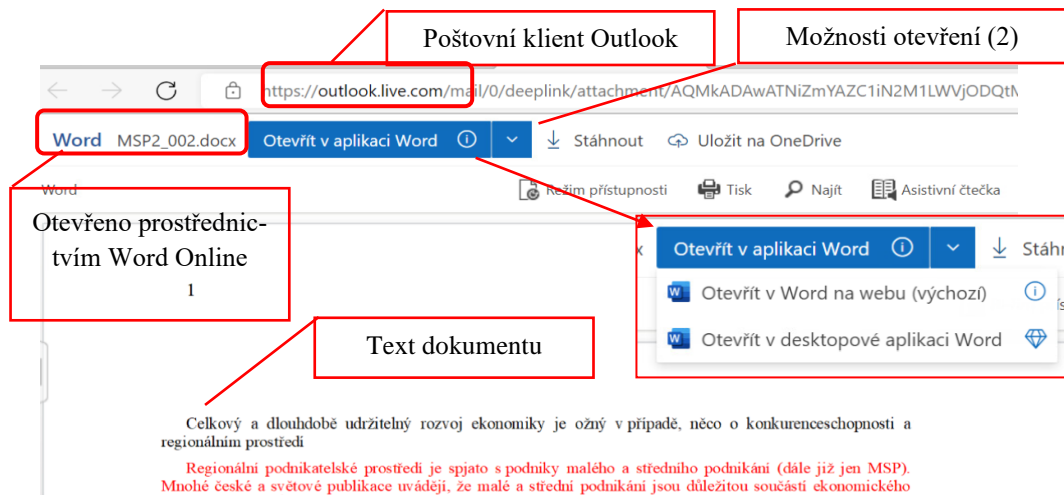 Poštovní klient Outlook
Možnosti otevření (2)
https://outlook.live.com/mail/0/deeplink/attachment/AQMkADAwATNiZmYAZC1iN2M1LWVjODQtM
Word MSP2_002.docx Otevřít v aplikaci Word Stáhnout Uložit na OneDrive
Word Režim přístupnosti Tisk Najít Asistivní čtečka
Otevřeno prostřednic-
tvím Word Online
1
Otevřít v aplikaci Word Stáhn
Otevřít v Word na webu (výchozí)
Otevřít v desktopové aplikaci Word
Text dokumentu
Celkový a dlouhdobě udržitelný rozvoj ekonomiky je ožný v případě, něco o konkurenceschopnosti a
regionálním prostředí
Regionální podnikatelské prostředí je spjato s podniky malého a středního podnikání (dále již jen MSP).
Mnohé české a světové publikace uvádějí, že malé a střední podnikání jsou důležitou součástí ekonomického